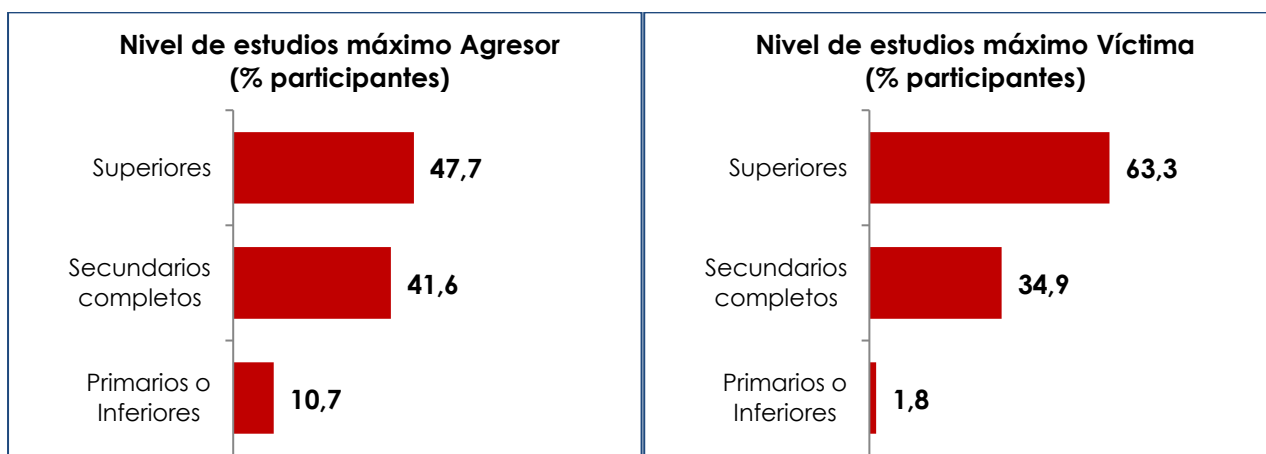 Nivel de estudios máximo Agresor
(% participantes)
Superiores
47,7
Secundarios
completos
41,6
Primarios o
Inferiores
10,7
Nivel de estudios máximo Víctima
(% participantes)
Superiores
63,3
Secundarios
completos
34,9
Primarios o
Inferiores
1,8